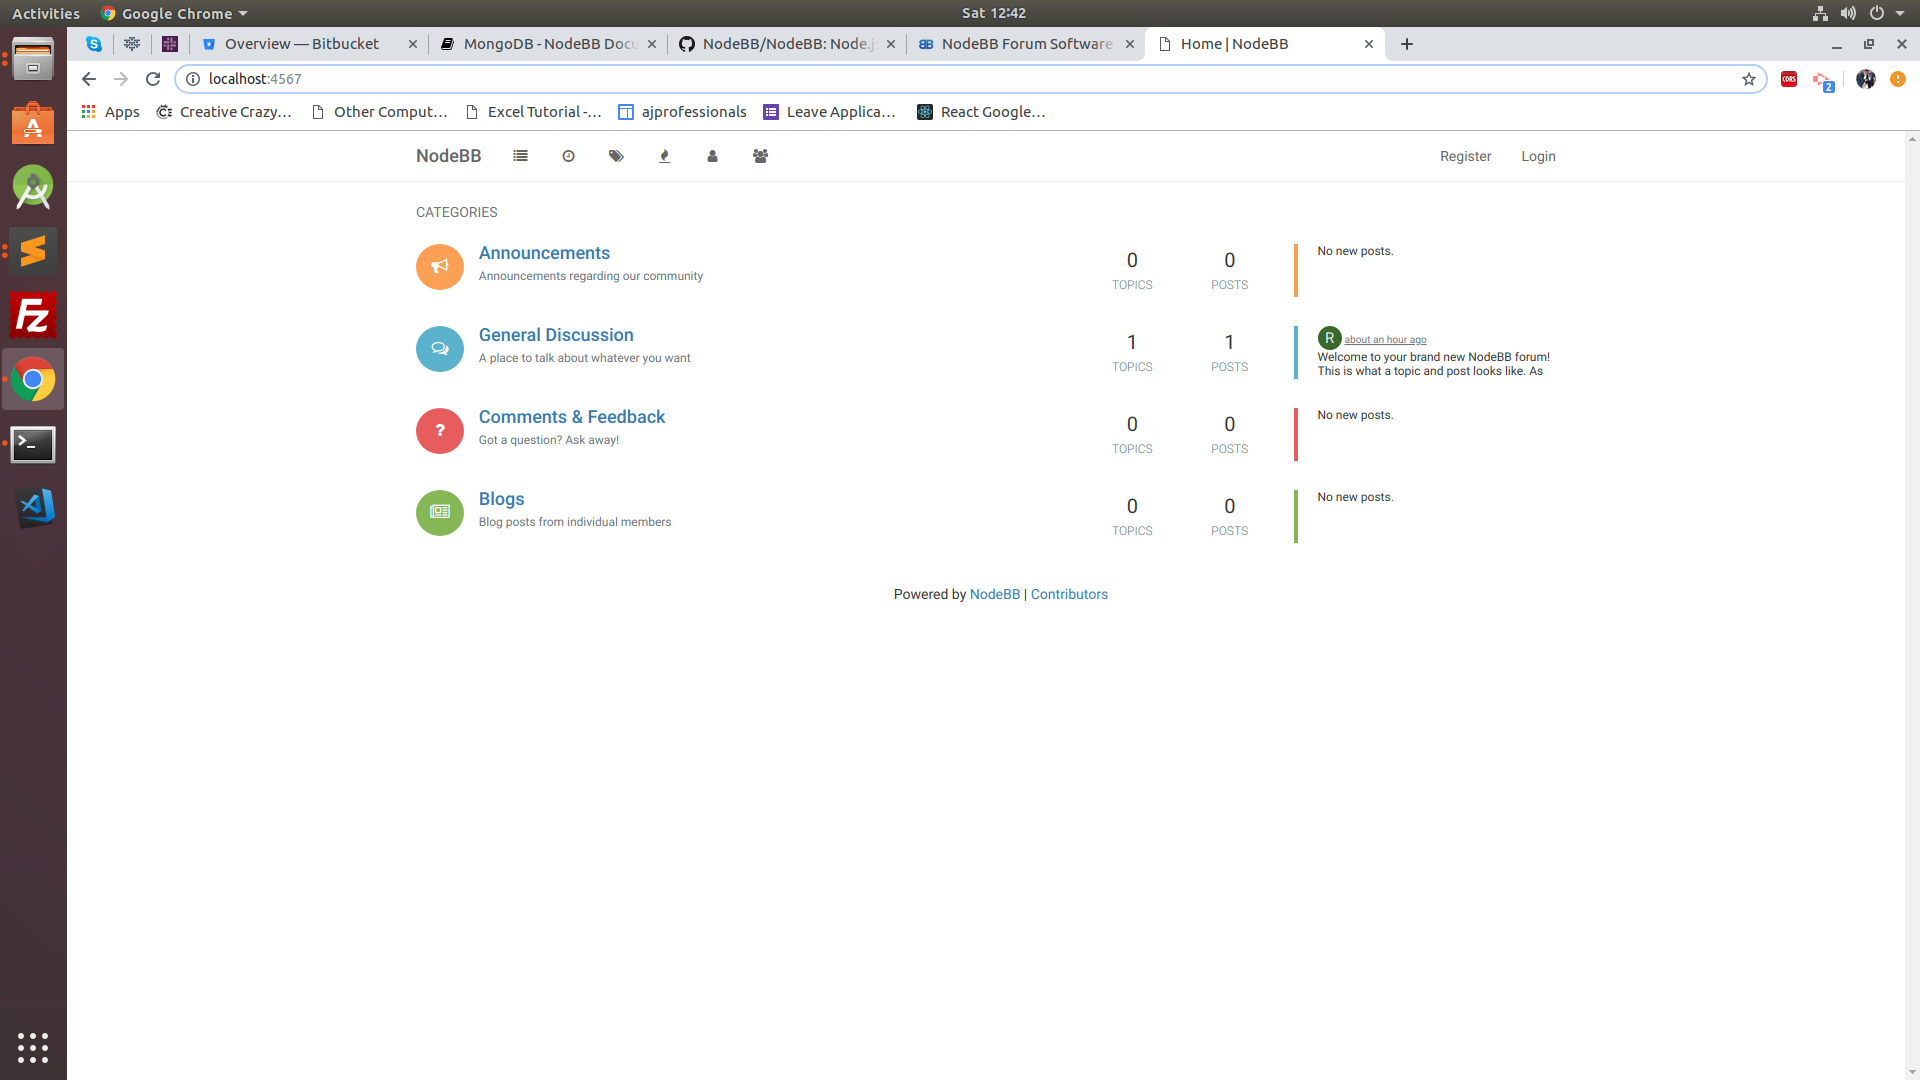 Activities Google Chrome Sat 12:42
Overview — Bitbucket MongoDB - NodeBB Docu NodeBB/NodeBB: Node.js NodeBB Forum Software Home | NodeBB
localhost:4567 CORS 2
Apps Creative Crazy... Other Comput... Excel Tutorial -... ajprofessionals Leave Applica... React Google...
NodeBB Register Login
CATEGORIES
Announcements
Announcements regarding our community
0 TOPICS
0 POSTS
No new posts.
General Discussion
A place to talk about whatever you want
1 TOPICS
1 POSTS
R about an hour ago
Welcome to your brand new NodeBB forum!
This is what a topic and post looks like. As
Comments & Feedback
Got a question? Ask away!
0 TOPICS
0 POSTS
No new posts.
Blogs
Blog posts from individual members
0 TOPICS
0 POSTS
No new posts.
Powered by NodeBB | Contributors